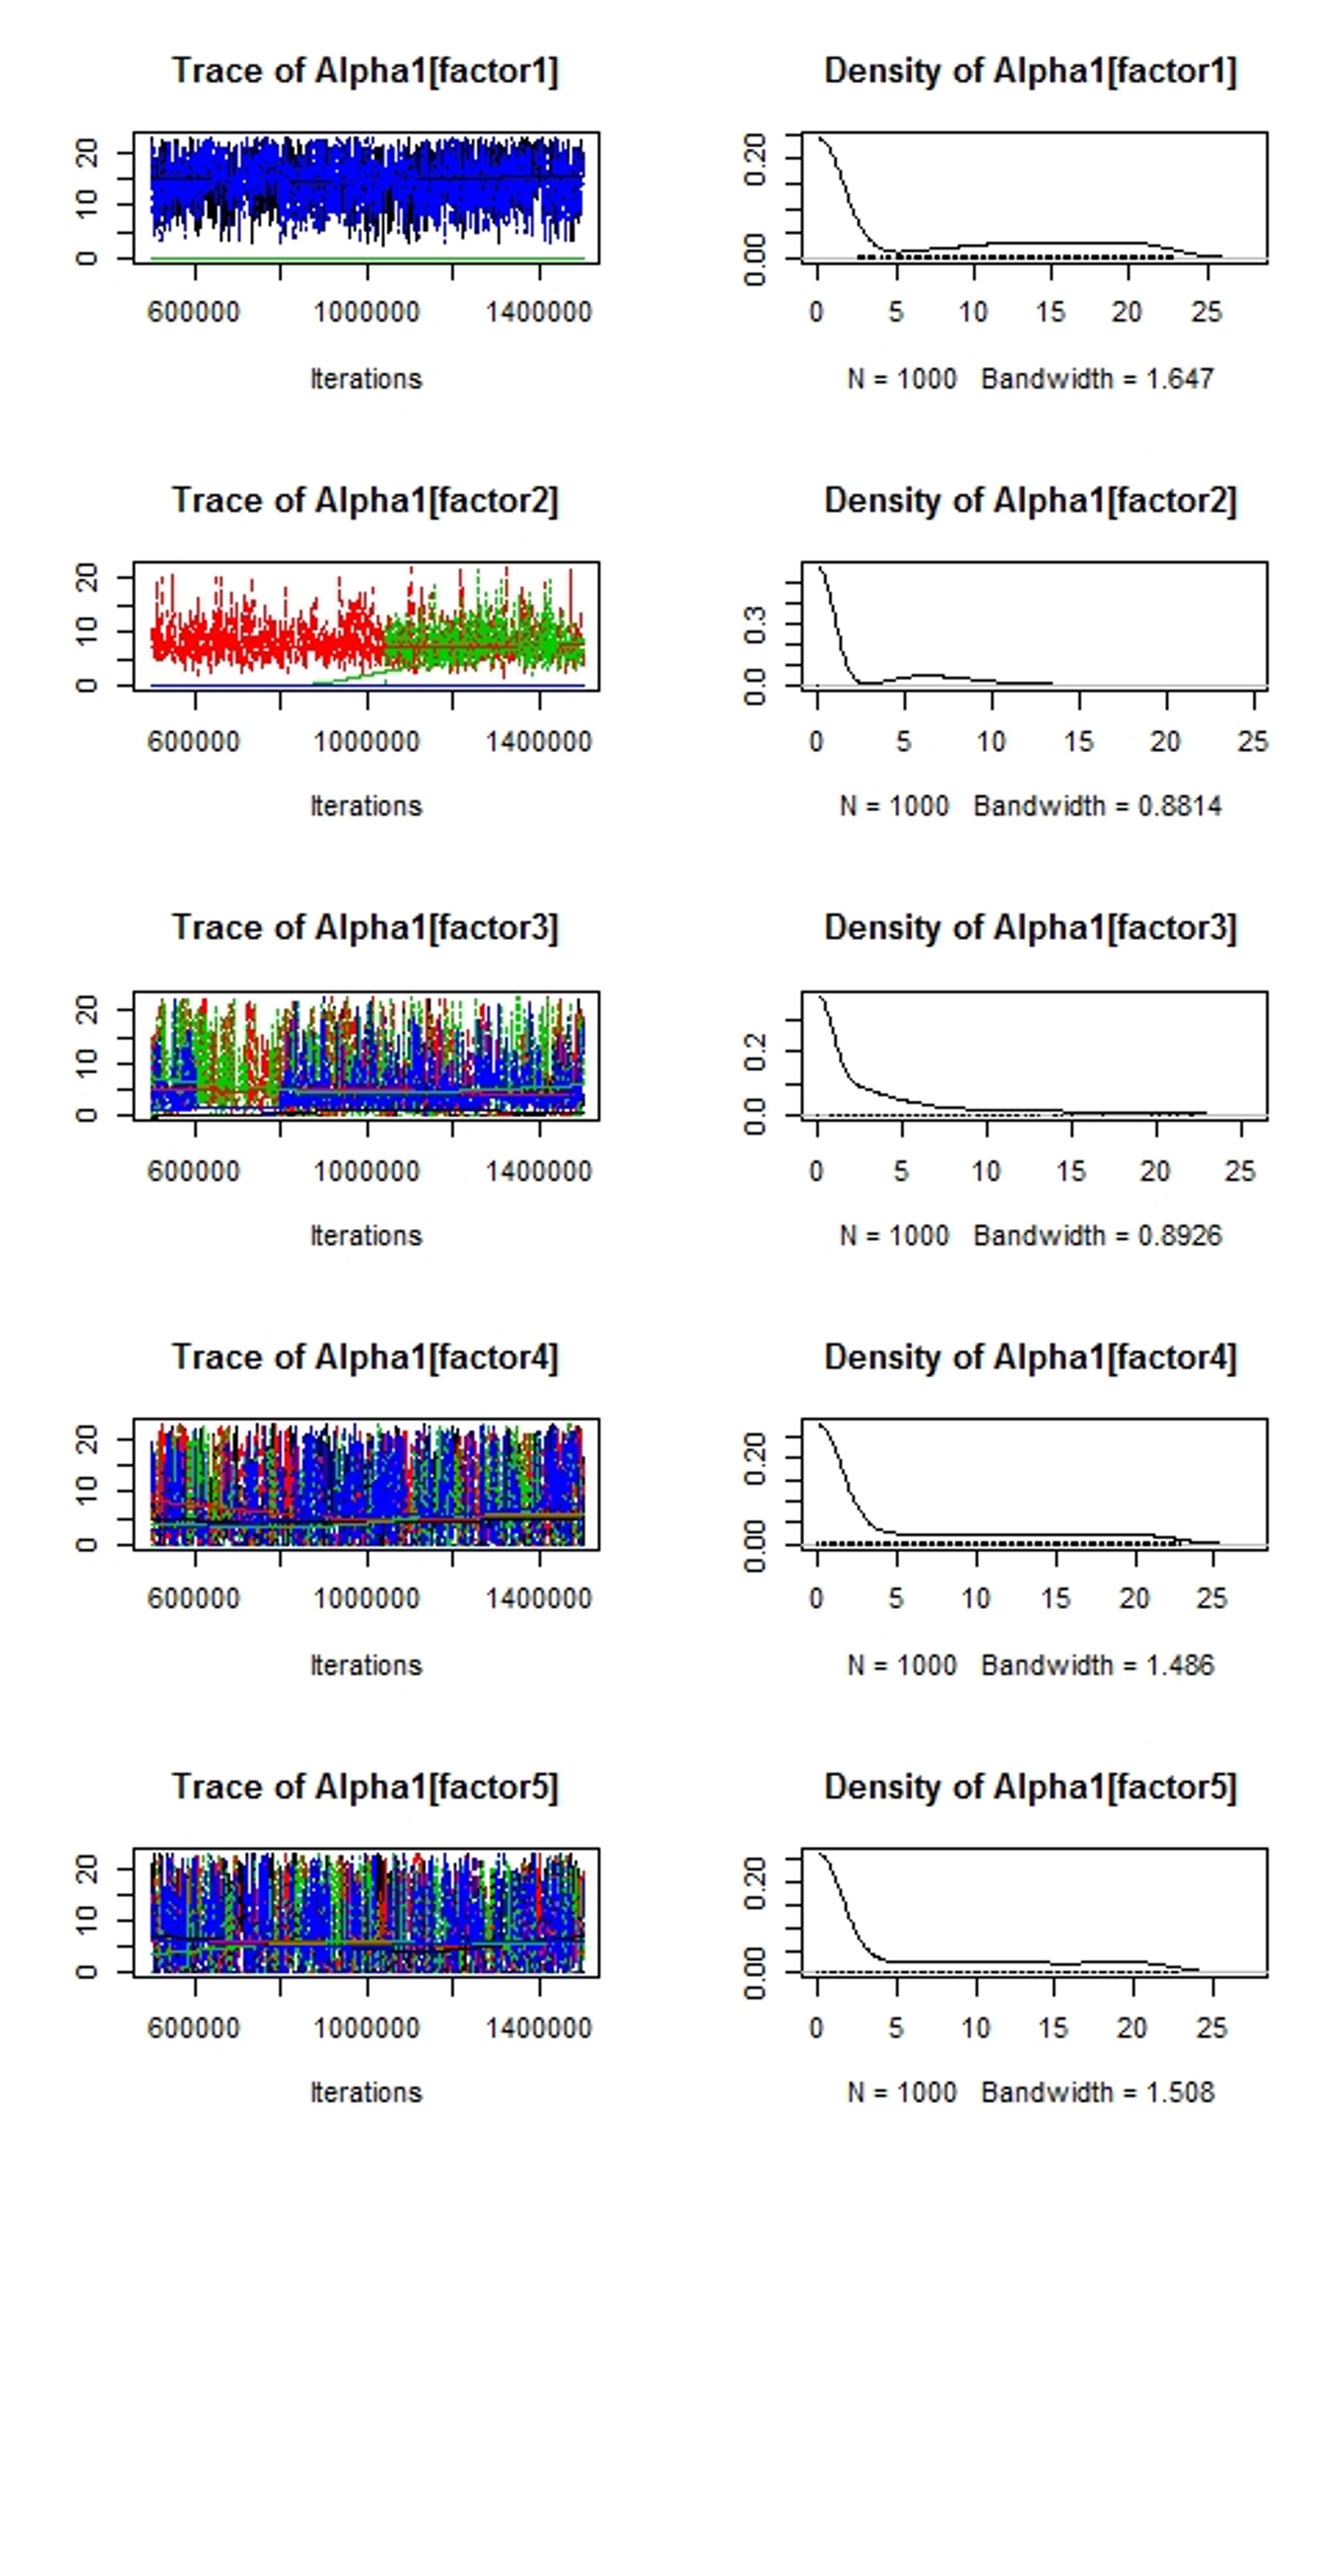 Trace of Alpha1[factor1]
Density of Alpha1[factor1]
0 10 20
0.00 0.20
600000 1000000 1400000
0 5 10 15 20 25
Iterations
N = 1000 Bandwidth = 1.647
Trace of Alpha1[factor2]
Density of Alpha1[factor2]
0 10 20
0.0 0.3
600000 1000000 1400000
0 5 10 15 20 25
Iterations
N = 1000 Bandwidth = 0.8814
Trace of Alpha1[factor3]
Density of Alpha1[factor3]
0 10 20
0.0 0.2
600000 1000000 1400000
0 5 10 15 20 25
Iterations
N = 1000 Bandwidth = 0.8926
Trace of Alpha1[factor4]
Density of Alpha1[factor4]
0 10 20
0.00 0.20
600000 1000000 1400000
0 5 10 15 20 25
Iterations
N = 1000 Bandwidth = 1.486
Trace of Alpha1[factor5]
Density of Alpha1[factor5]
0 10 20
0.00 0.20
600000 1000000 1400000
0 5 10 15 20 25
Iterations
N = 1000 Bandwidth = 1.508